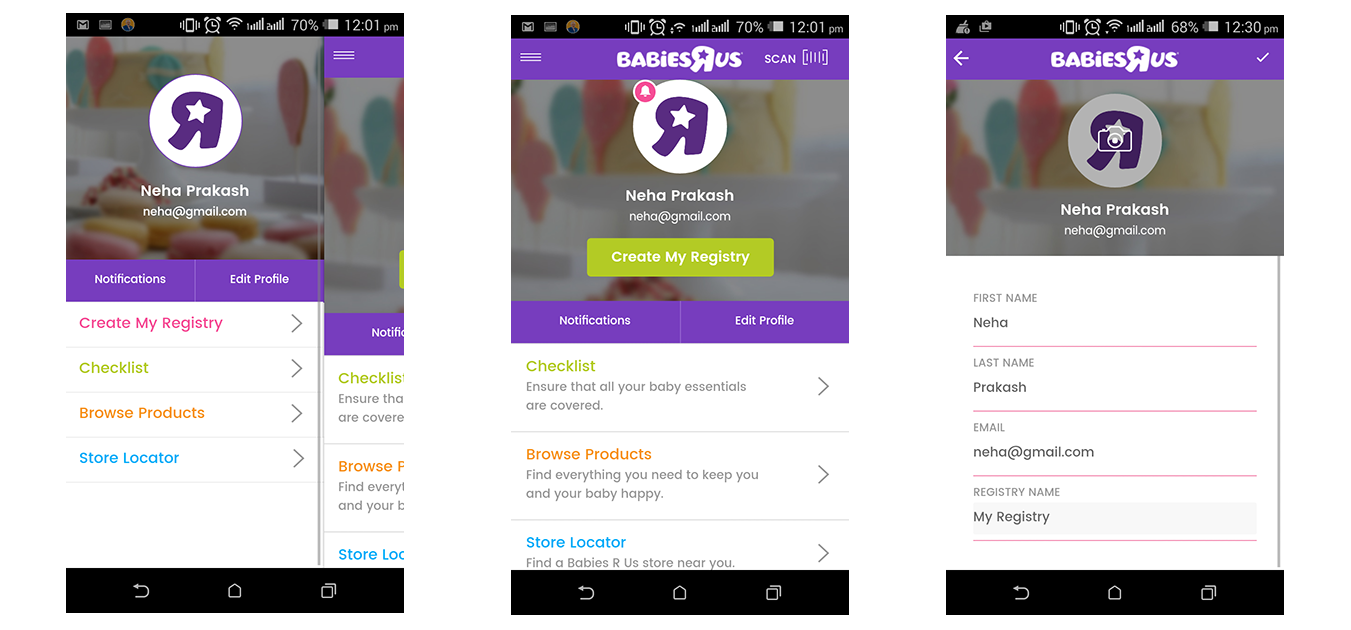 70% 12:01 pm
Neha Prakash
neha@gmail.com
Notifications
Edit Profile
Create My Registry
Checklist
Browse Products
Store Locator
Notific
Checklist
Ensure tha
are covere
Browse P
Find everyt
and your b
Store Loc
70% 12:01 pm
BABIES R US
SCAN
R
Neha Prakash
neha@gmail.com
Create My Registry
Notifications
Edit Profile
Checklist
Ensure that all your baby essentials
are covered.
Browse Products
Find everything you need to keep you
and your baby happy.
Store Locator
Find a Babies R Us store near you.
68% 12:30 pm
BABIES R US
Neha Prakash
neha@gmail.com
FIRST NAME
Neha
LAST NAME
Prakash
EMAIL
neha@gmail.com
REGISTRY NAME
My Registry